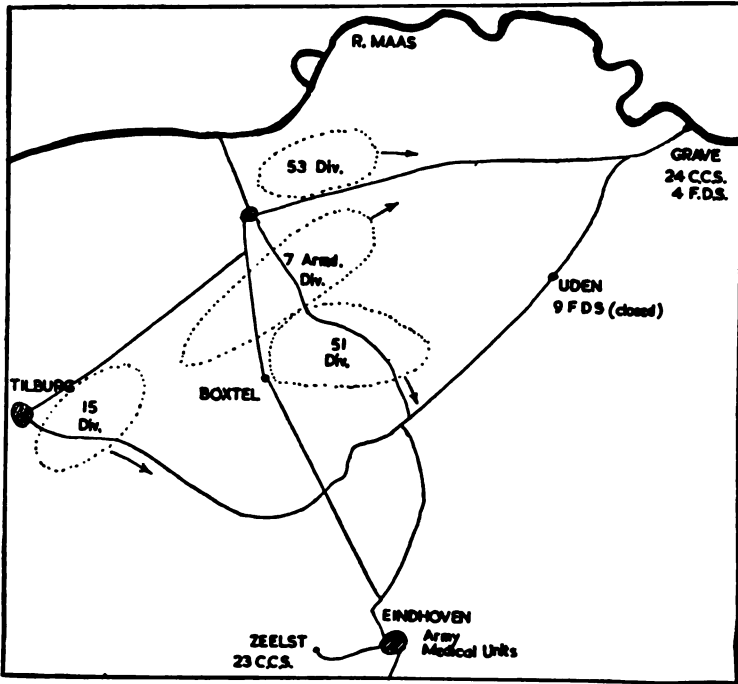 R. MAAS
53 Div.
GRAVE
24 C.C.S.
4 F.D.S.
7 Armd.
Div.
UDEN
9 F D S (closed)
51
Div.
TILBURG
15
Div.
BOXTEL
EINDHOVEN
Army
Medical Units
ZEELST
23 C.C.S.